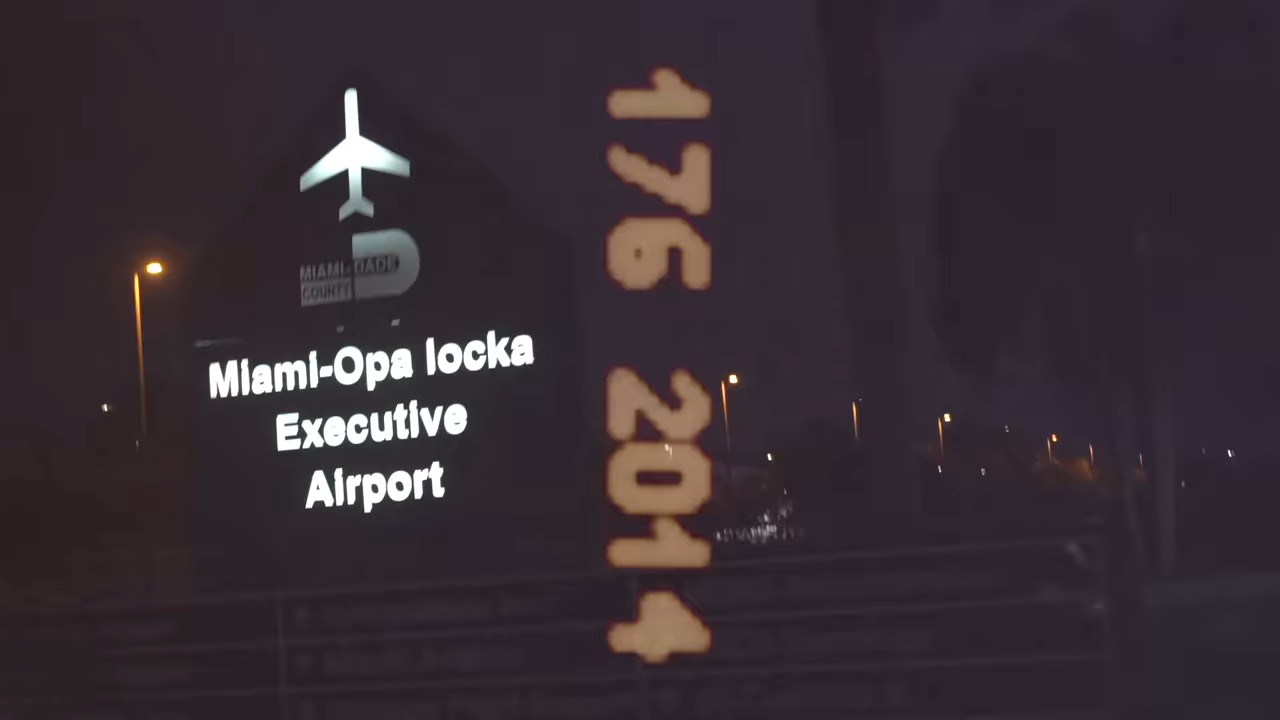 MIAMI-DADE
COUNTY
Miami-Opa locka
Executive
Airport
176 2014